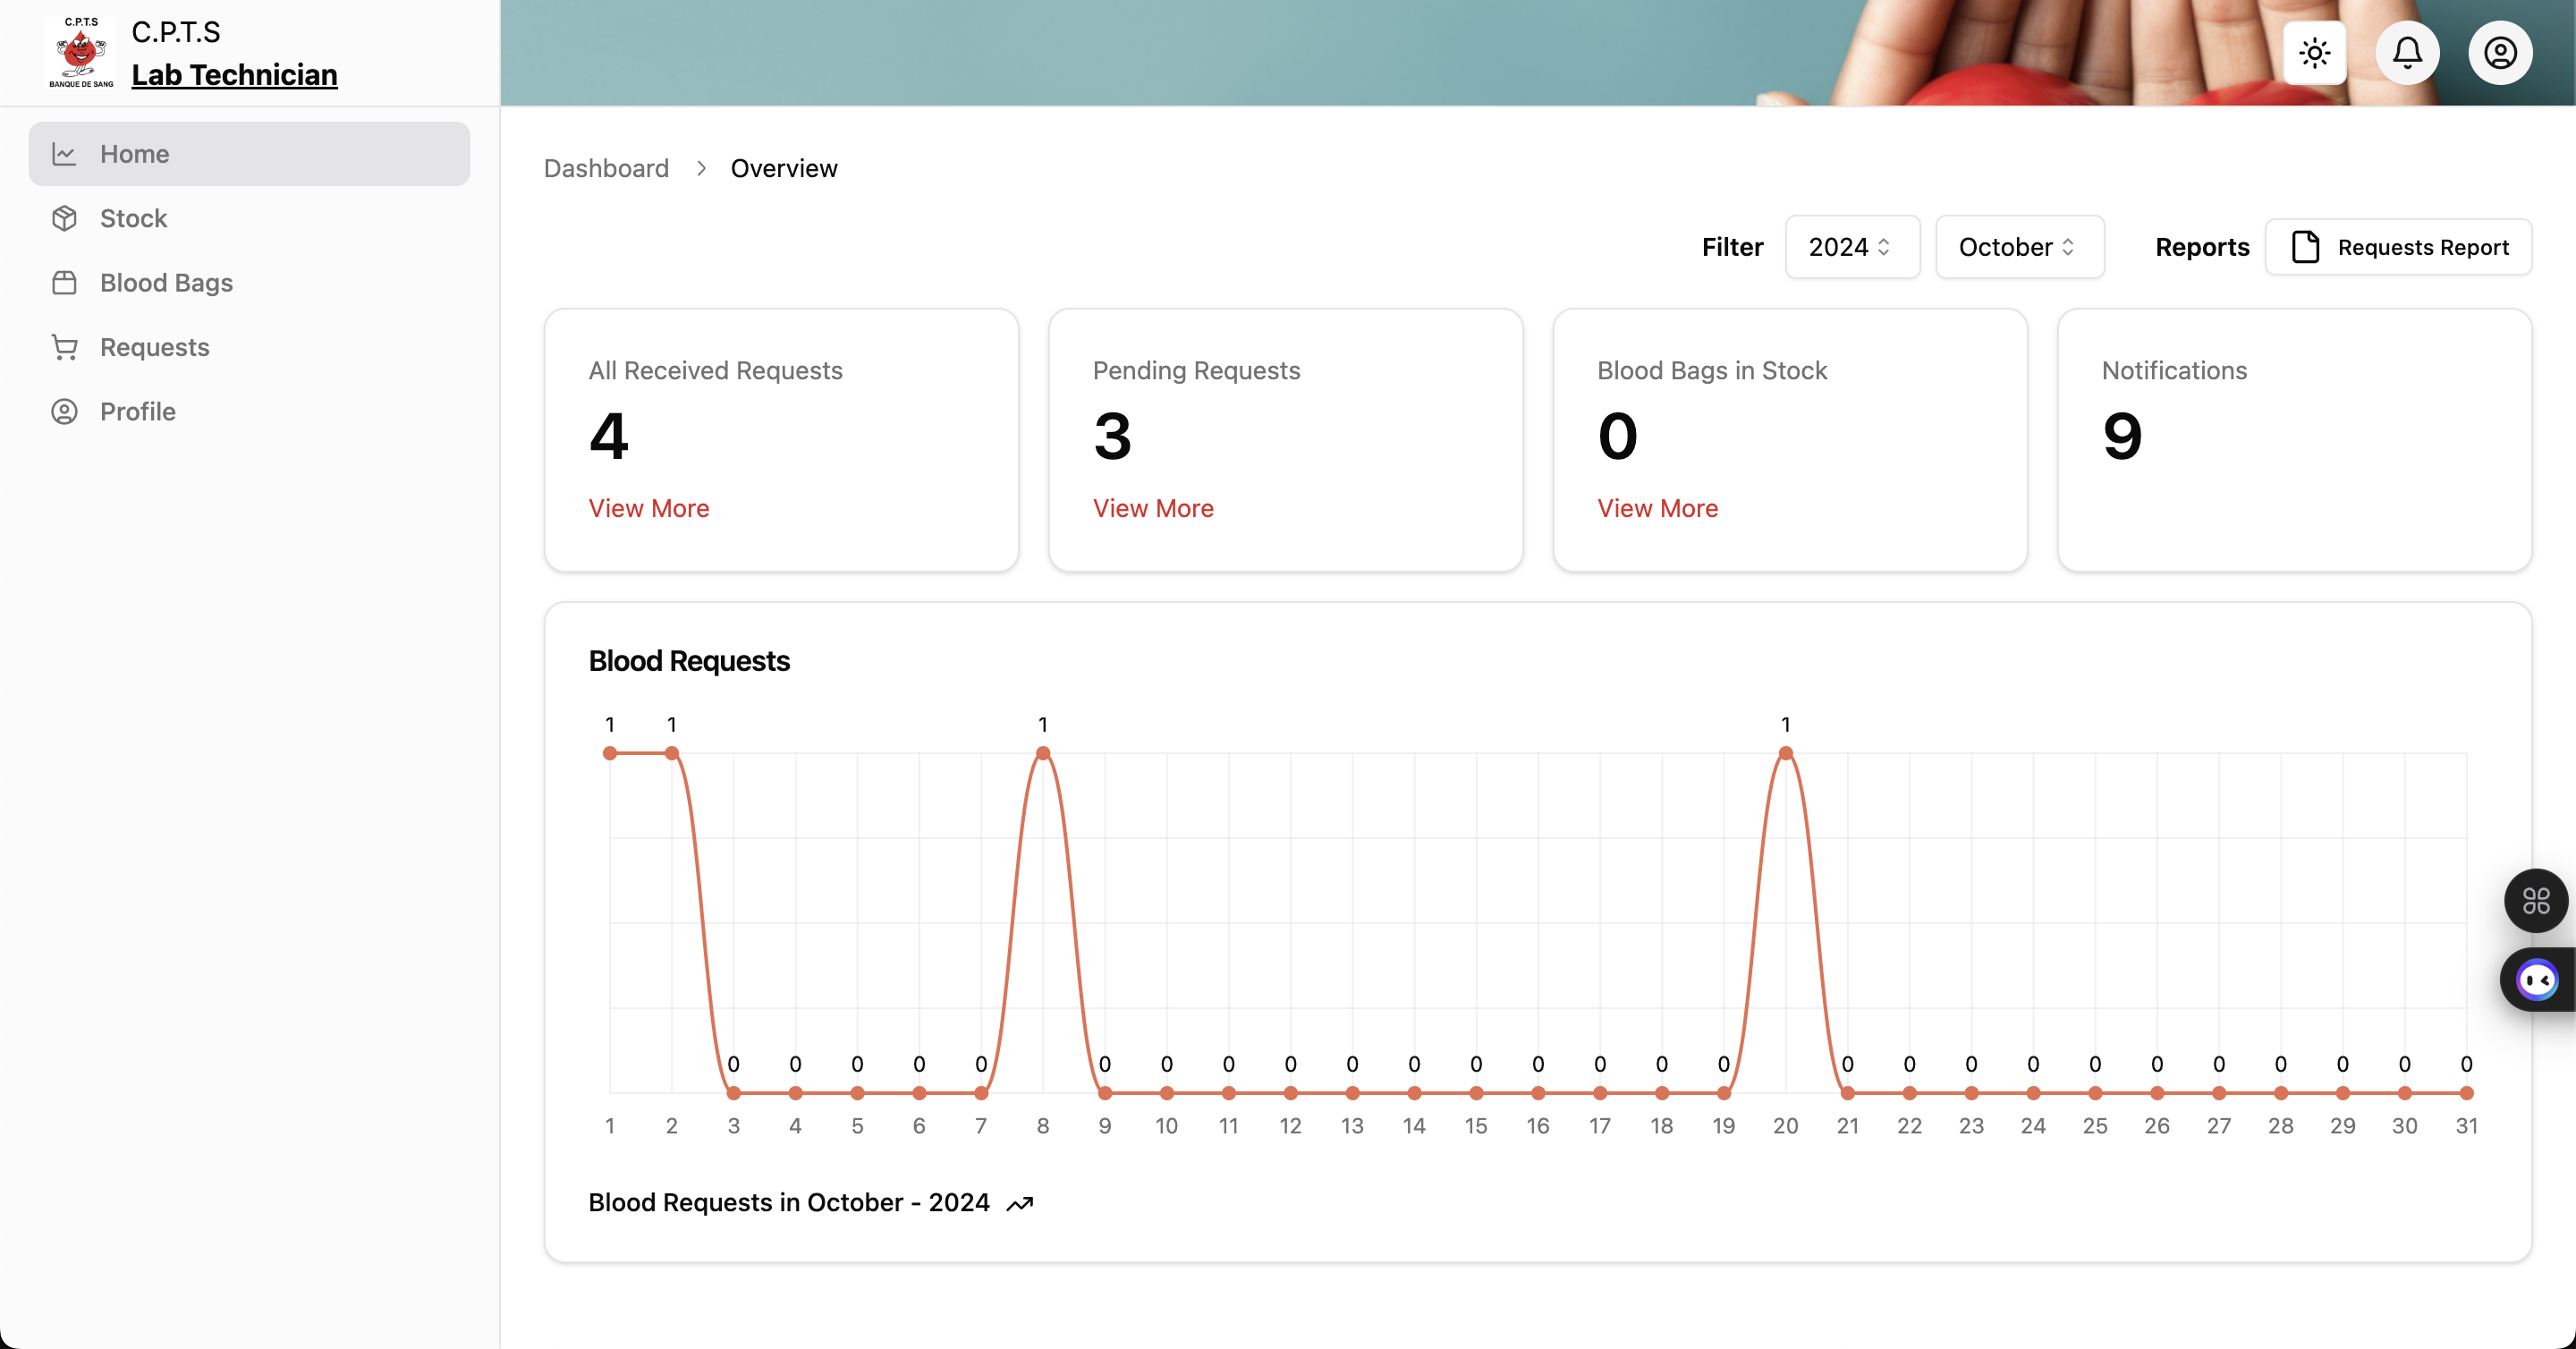 C.P.T.S
BANQUE DE SANG
C.P.T.S
Lab Technician
Home
Stock
Blood Bags
Requests
Profile
Dashboard > Overview
Filter 2024 October Reports Requests Report
All Received Requests
4
View More
Pending Requests
3
View More
Blood Bags in Stock
0
View More
Notifications
9
Blood Requests
1 1 1 1
0 0 0 0 0 0 0 0 0 0 0 0 0 0 0 0 0 0 0 0 0 0 0 0 0 0 0
1 2 3 4 5 6 7 8 9 10 11 12 13 14 15 16 17 18 19 20 21 22 23 24 25 26 27 28 29 30 31
Blood Requests in October - 2024